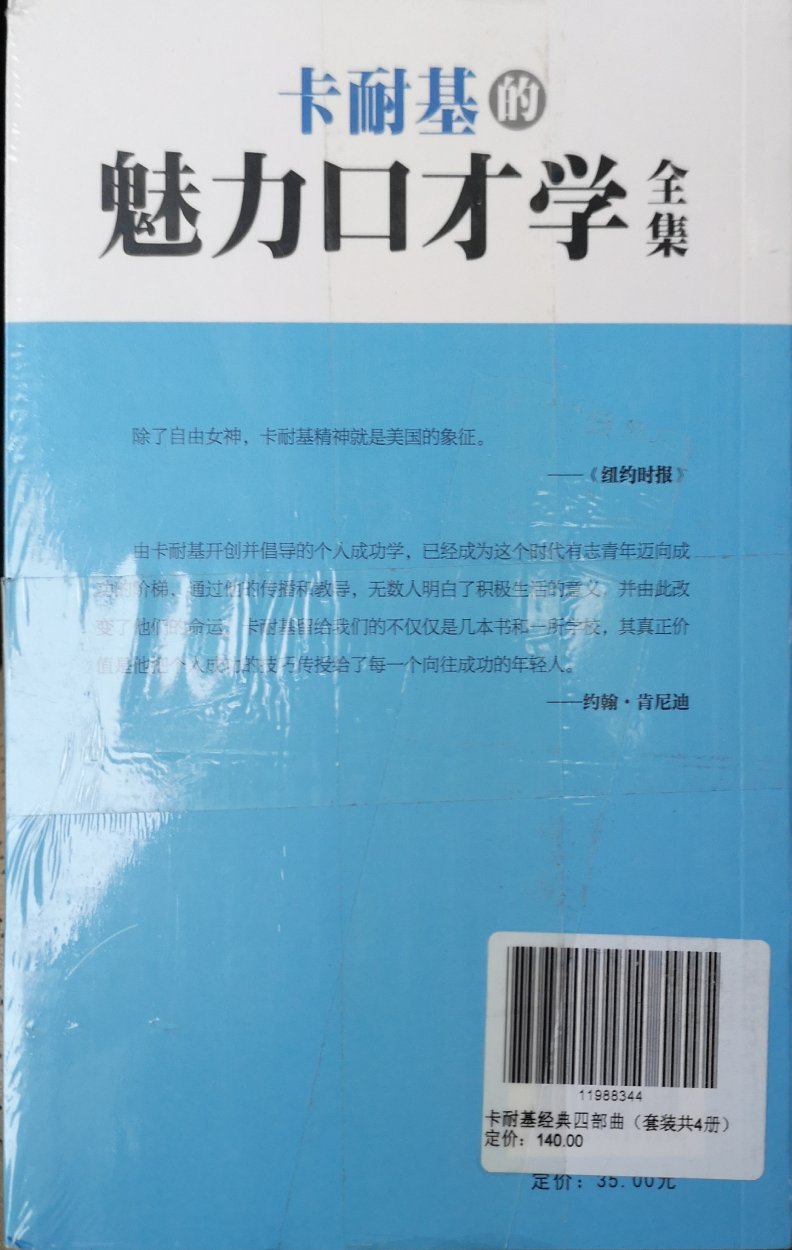 卡耐基的
魅力口才学全集
除了自由女神，卡耐基精神就是美国的象征。
——《纽约时报》
由卡耐基开创并倡导的个人成功学，已经成为这个时代有志青年迈向成
功的阶梯，通过他的传播和教导，无数人明白了积极生活的意义，并由此改
变了他们的命运。卡耐基留给我们的不仅仅是几本书和一所学校，其真正价
值是他把个人成功的技巧传授给了每一个向往成功的年轻人。
——约翰·肯尼迪
11988344
卡耐基经典四部曲（套装共4册）
定价：140.00
定价：35.00元